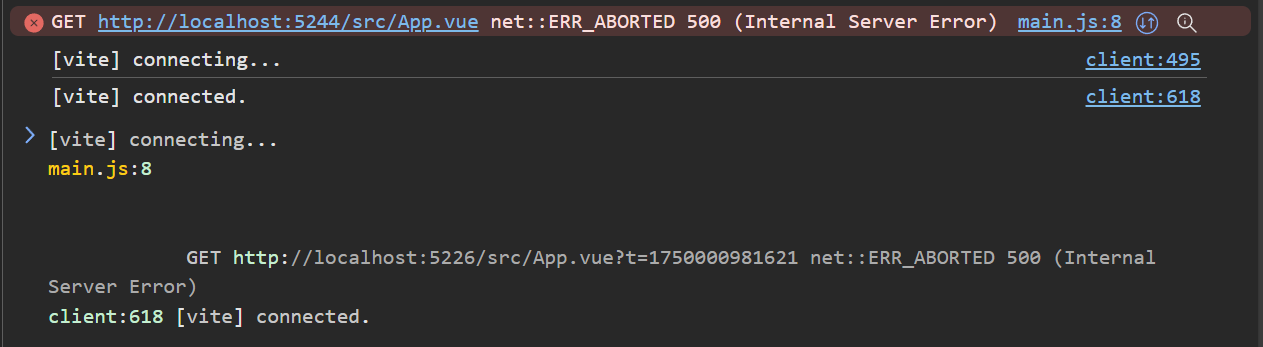 GET http://localhost:5244/src/App.vue net::ERR_ABORTED 500 (Internal Server Error) main.js:8
[vite] connecting... client:495
[vite] connected. client:618
[vite] connecting...
main.js:8
GET http://localhost:5226/src/App.vue?t=1750000981621 net::ERR_ABORTED 500 (Internal
Server Error)
client:618 [vite] connected.